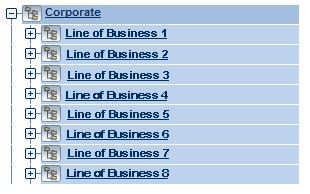 Corporate
Line of Business 1
Line of Business 2
Line of Business 3
Line of Business 4
Line of Business 5
Line of Business 6
Line of Business 7
Line of Business 8